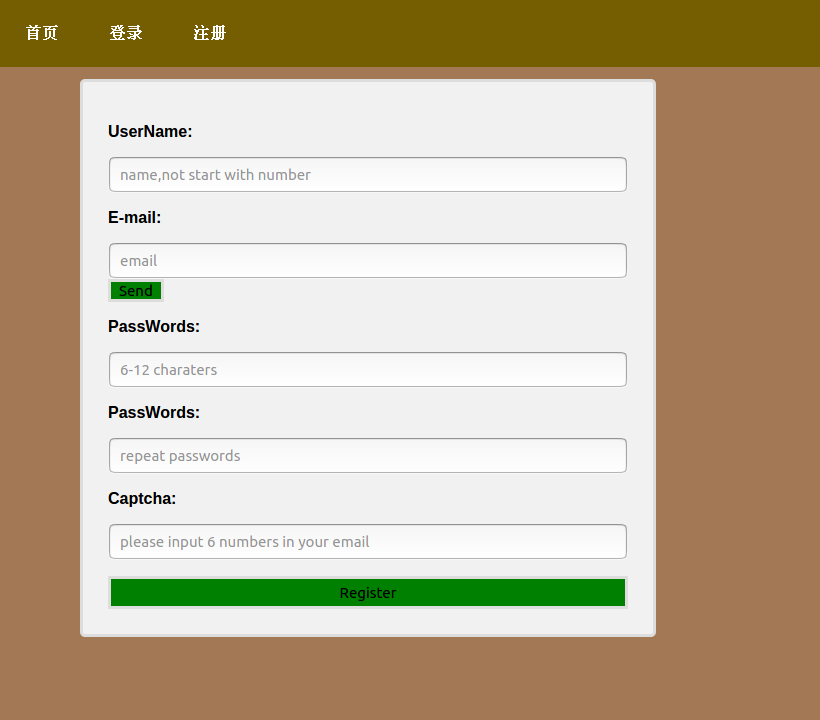 首页 登录 注册
UserName:
name,not start with number
E-mail:
email
Send
PassWords:
6-12 charaters
PassWords:
repeat passwords
Captcha:
please input 6 numbers in your email
Register